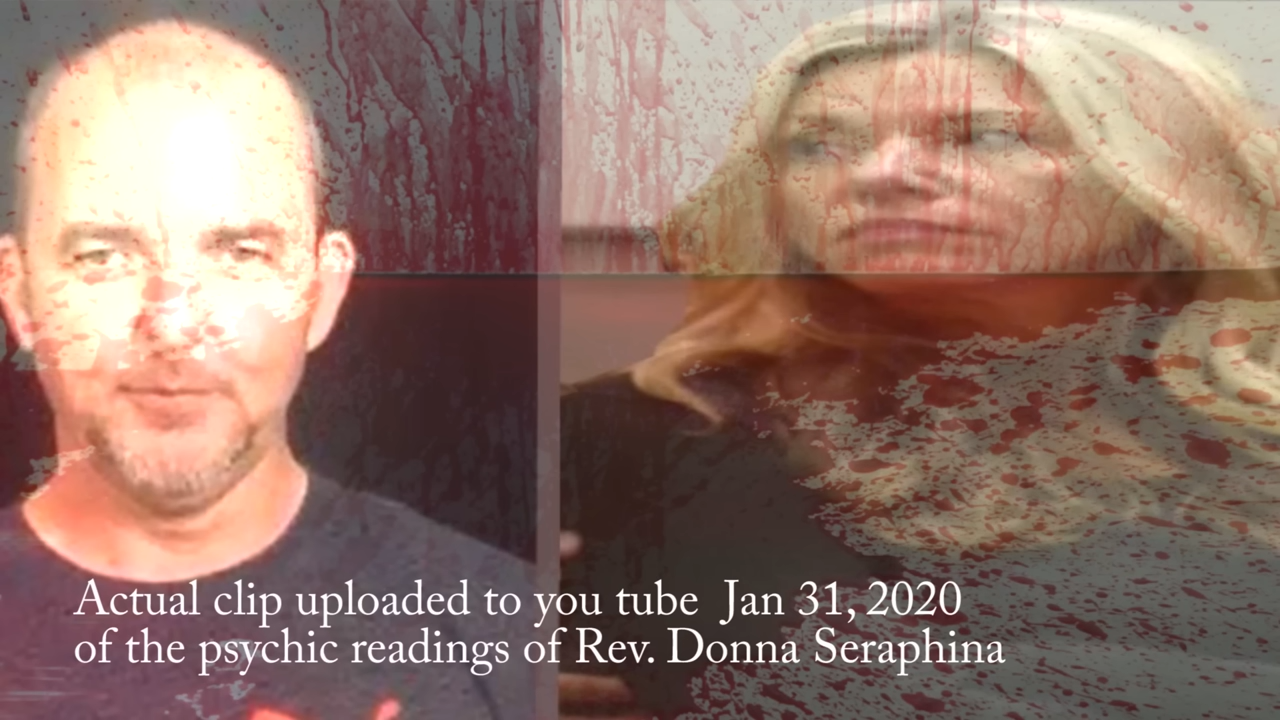 Actual clip uploaded to you tube Jan 31, 2020
of the psychic readings of Rev. Donna Seraphina